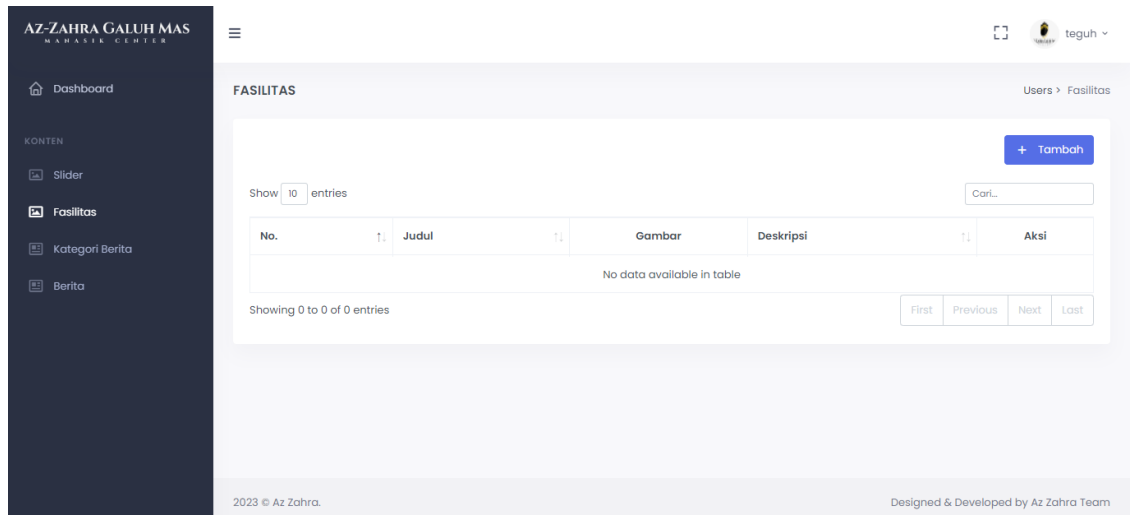 AZ-ZAHRA GALUH MAS
MANASIK CENTER
teguh
Dashboard
KONTEN
Slider
Fasilitas
Kategori Berita
Berita
FASILITAS
Users > Fasilitas
+ Tambah
Show 10 entries
Cari...
No. Judul Gambar Deskripsi Aksi
No data available in table
Showing 0 to 0 of 0 entries
First Previous Next Last
2023 © Az Zahra.
Designed & Developed by Az Zahra Team